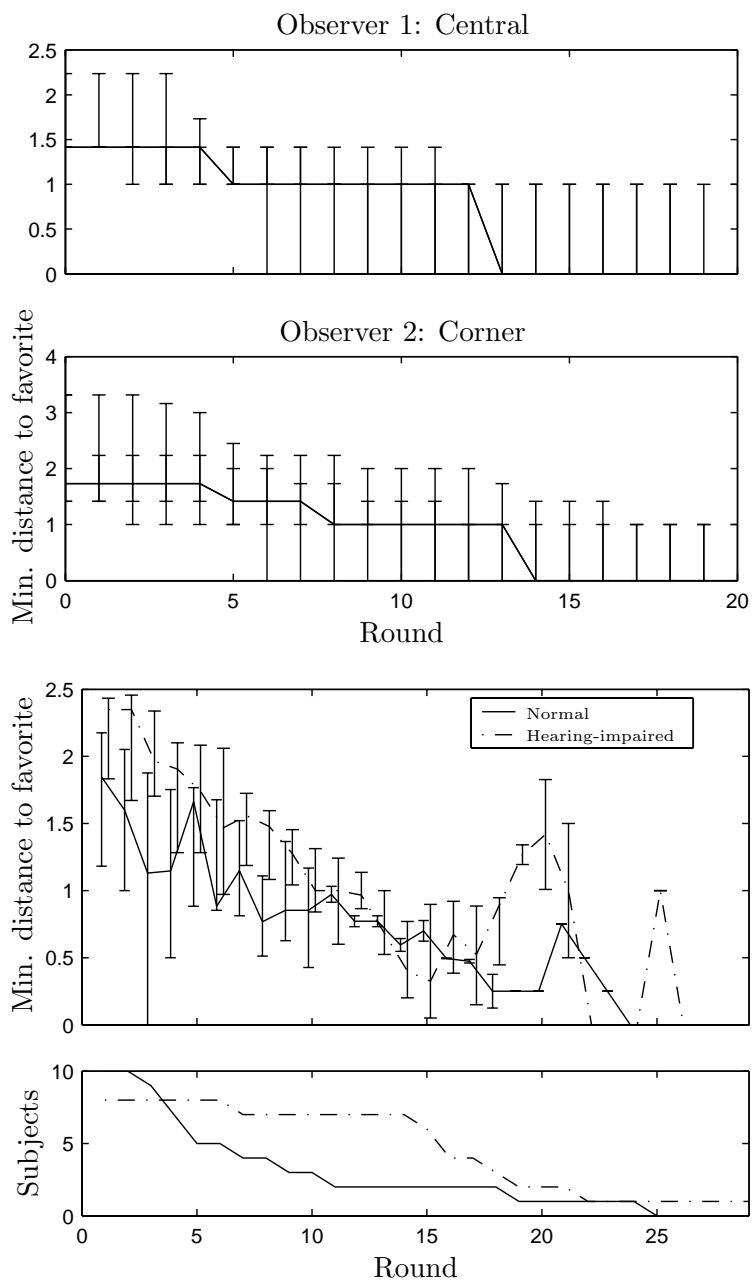 Observer 1: Central
2.5
2
1.5
1
0.5
0
Observer 2: Corner
Min. distance to favorite
4
3
2
1
0
0 5 10 15 20
Round
Min. distance to favorite
2.5
2
1.5
1
0.5
0
Normal
Hearing-impaired
Subjects
10
5
0
0 5 10 15 20 25
Round